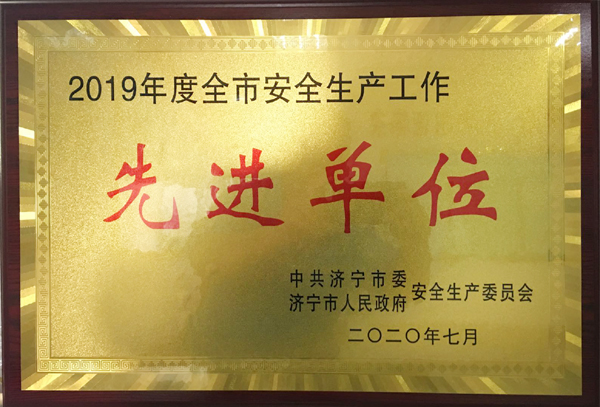 2019年度全市安全生产工作
先进单位
中共济宁市委
济宁市人民政府
安全生产委员会
二〇二〇年七月